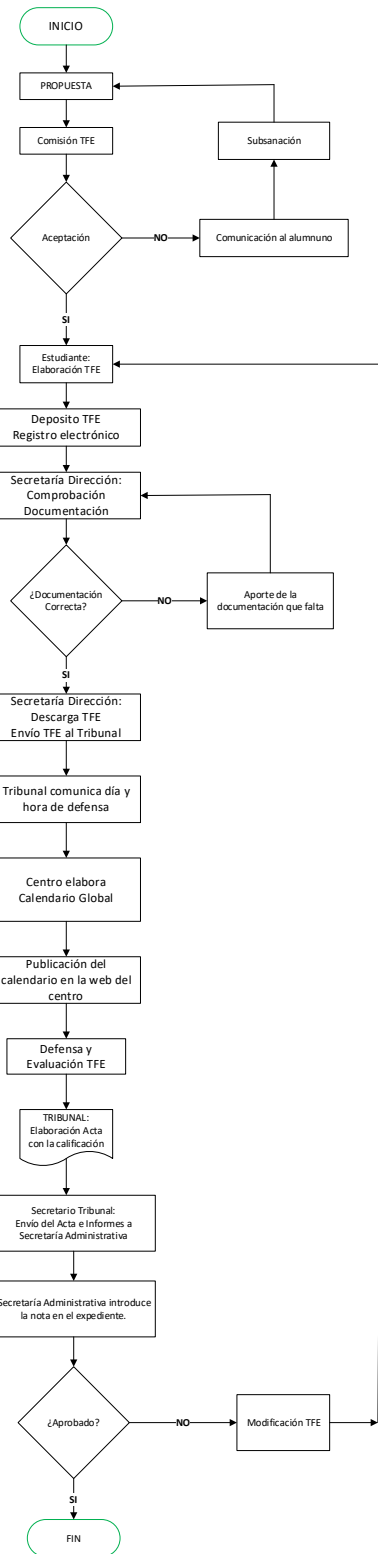 INICIO
PROPUESTA
Comisión TFE
Subsanación
Aceptación
NO
Comunicación al alumnuno
SI
Estudiante:
Elaboración TFE
Deposito TFE
Registro electrónico
Secretaría Dirección:
Comprobación
Documentación
¿Documentación
Correcta?
NO
Aporte de la
documentación que falta
SI
Secretaría Dirección:
Descarga TFE
Envío TFE al Tribunal
Tribunal comunica día y
hora de defensa
Centro elabora
Calendario Global
Publicación del
calendario en la web del
centro
Defensa y
Evaluación TFE
TRIBUNAL:
Elaboración Acta
con la calificación
Secretario Tribunal:
Envío del Acta e Informes a
Secretaría Administrativa
Secretaría Administrativa introduce
la nota en el expediente.
¿Aprobado?
NO
Modificación TFE
SI
FIN